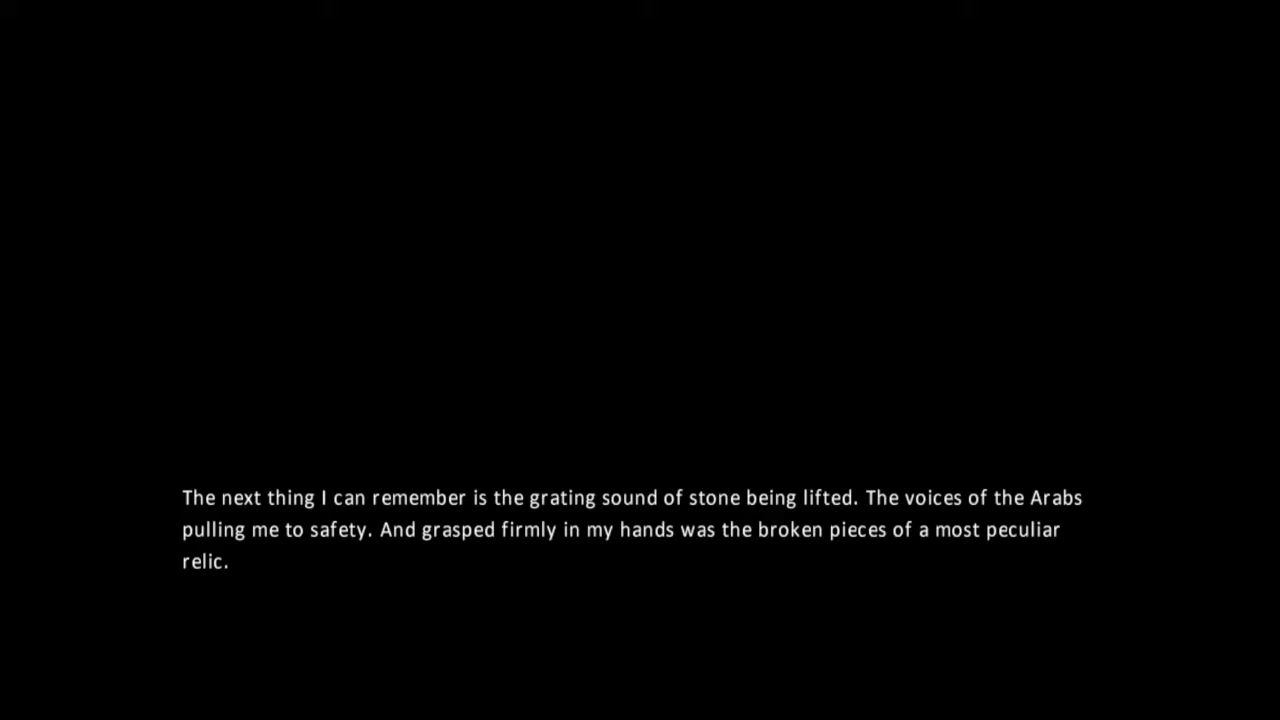 The next thing I can remember is the grating sound of stone being lifted. The voices of the Arabs
pulling me to safety. And grasped firmly in my hands was the broken pieces of a most peculiar
relic.